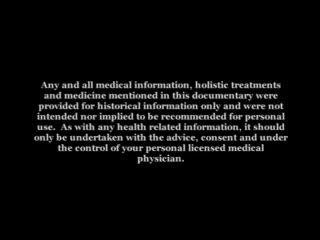 Any and all medical information, holistic treatments
and medicine mentioned in this documentary were
provided for historical information only and were not
intended nor implied to be recommended for personal
use.  As with any health related information, it should
only be undertaken with the advice, consent and under
the control of your personal licensed medical
physician.